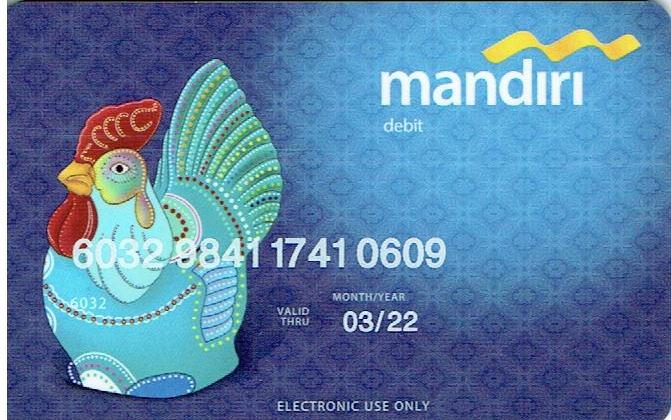 mandiri
debit
6032 9841 1741 0609
6032
MONTH/YEAR
VALID
THRU
03/22
ELECTRONIC USE ONLY